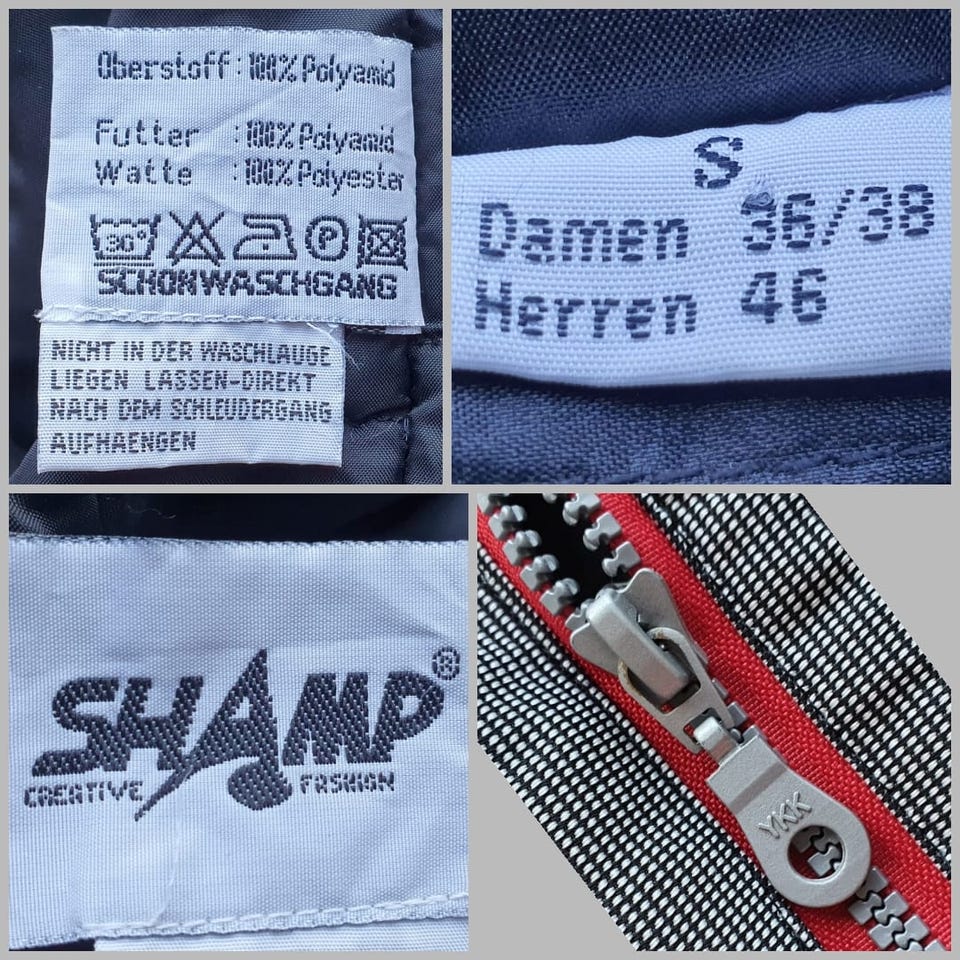 Oberstoff: 100% Polyamid
Futter : 100% Polyamid
Watte : 100% Polyester
30° P
SCHONWASCHGANG
NICHT IN DER WASCHLAUGE
LIEGEN LASSEN-DIREKT
NACH DEM SCHLEUDERGANG
AUFHAENGEN
S
Damen 36/38
Herren 46
SHAMP®
CREATIVE FASHION
YKK